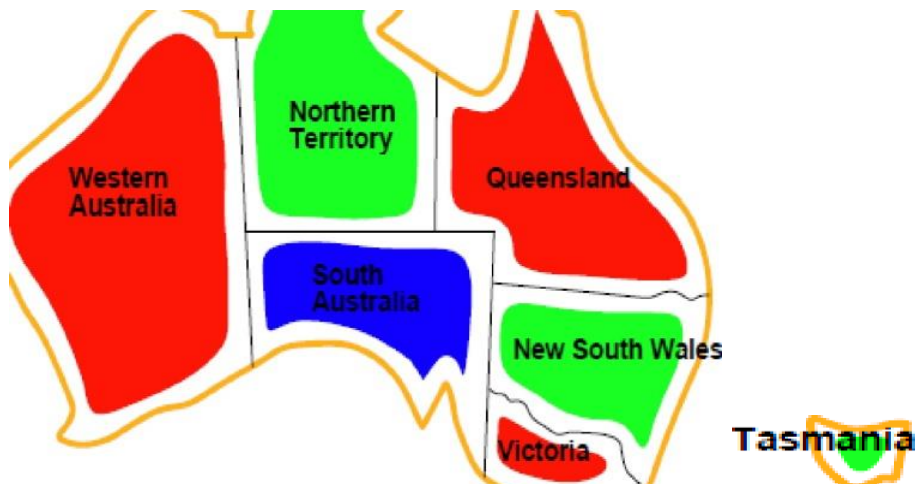 Northern
Territory
Western
Australia
Queensland
South
Australia
New South Wales
Victoria
Tasmania